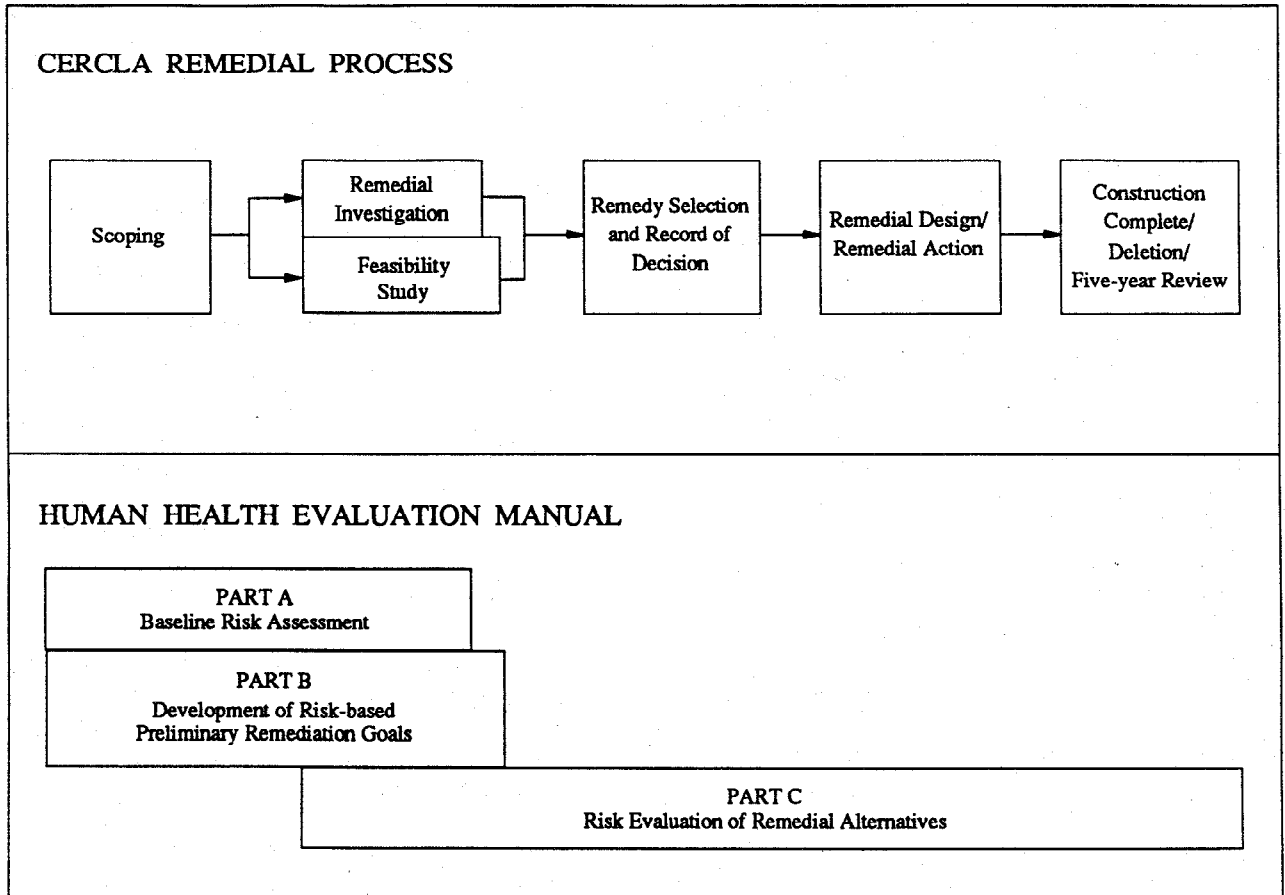 CERCLA REMEDIAL PROCESS
Scoping
Remedial
Investigation
Feasibility
Study
Remedy Selection
and Record of
Decision
Remedial Design/
Remedial Action
Construction
Complete/
Deletion/
Five-year Review
HUMAN HEALTH EVALUATION MANUAL
PART A
Baseline Risk Assessment
PART B
Development of Risk-based
Preliminary Remediation Goals
PART C
Risk Evaluation of Remedial Alternatives